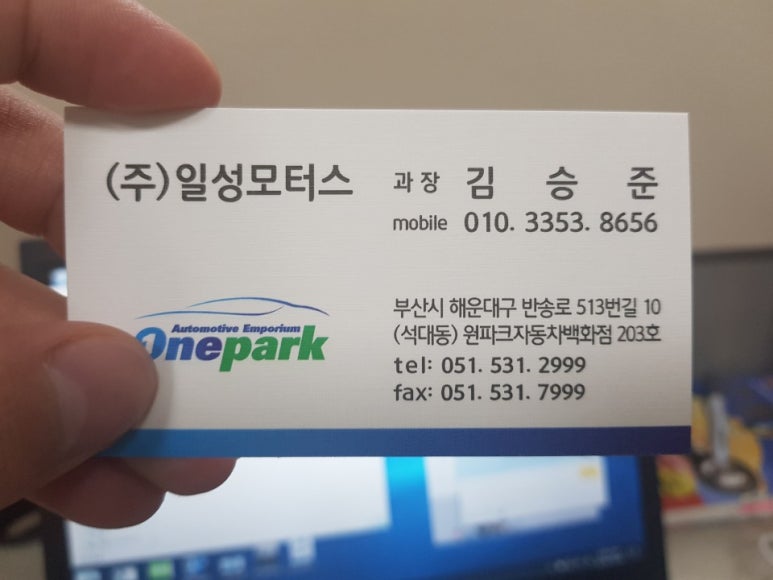 (주)일성모터스
과장 김 승 준
mobile 010. 3353. 8656
Automotive Emporium
Onepark
부산시 해운대구 반송로 513번길 10
(석대동) 원파크자동차백화점 203호
tel: 051. 531. 2999
fax: 051. 531. 7999